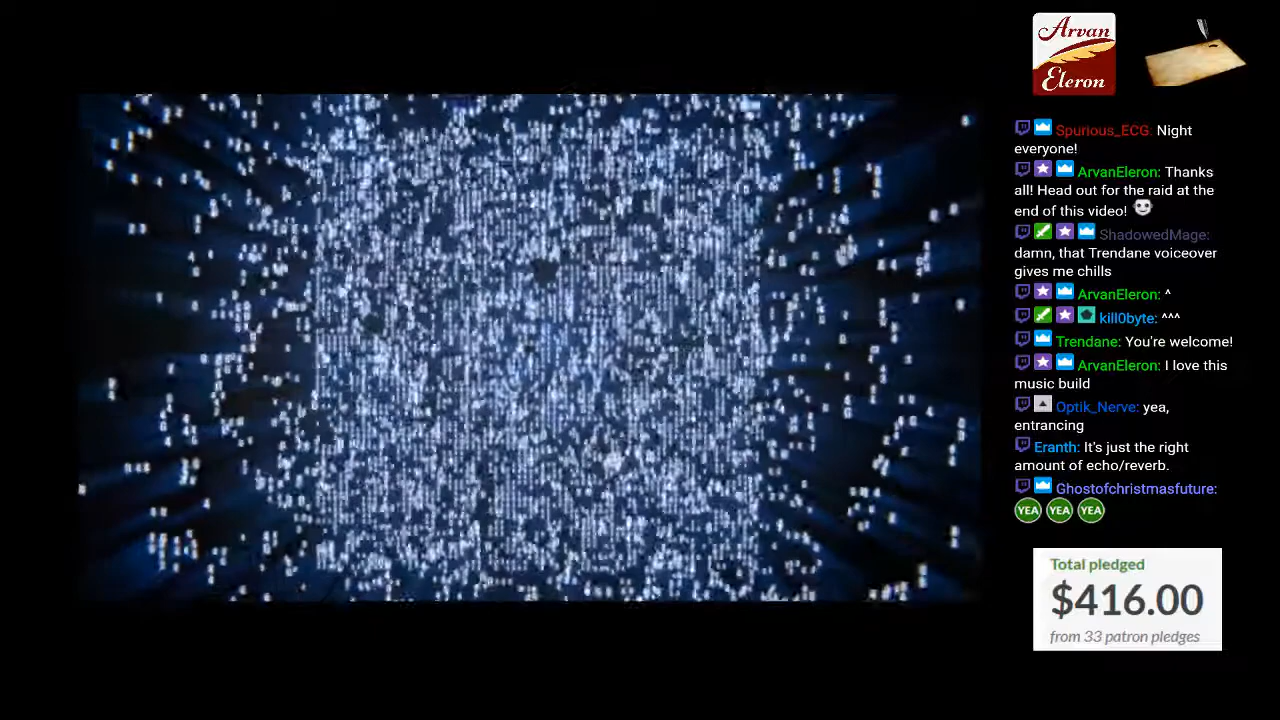 Arvan
Eleron
Spurious_ECG: Night
everyone!
ArvanEleron: Thanks
all! Head out for the raid at the
end of this video!
ShadowedMage:
damn, that Trendane voiceover
gives me chills
ArvanEleron: ^
kill0byte: ^^^
Trendane: You're welcome!
ArvanEleron: I love this
music build
Optik_Nerve: yea,
entrancing
Eranth: It's just the right
amount of echo/reverb.
Ghostofchristmasfuture:
YEA YEA YEA
Total pledged
$416.00
from 33 patron pledges